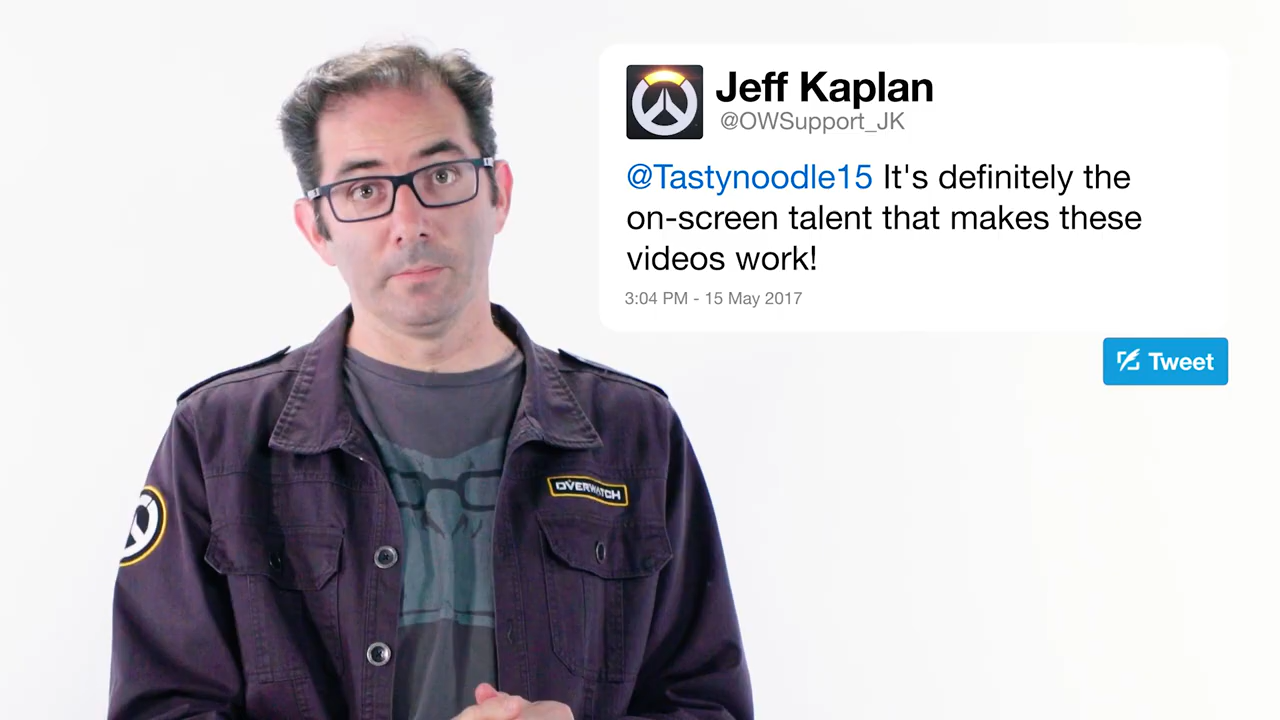 Jeff Kaplan
@OWSupport_JK
@Tastynoodle15 It's definitely the
on-screen talent that makes these
videos work!
3:04 PM - 15 May 2017
Tweet
OVERWATCH